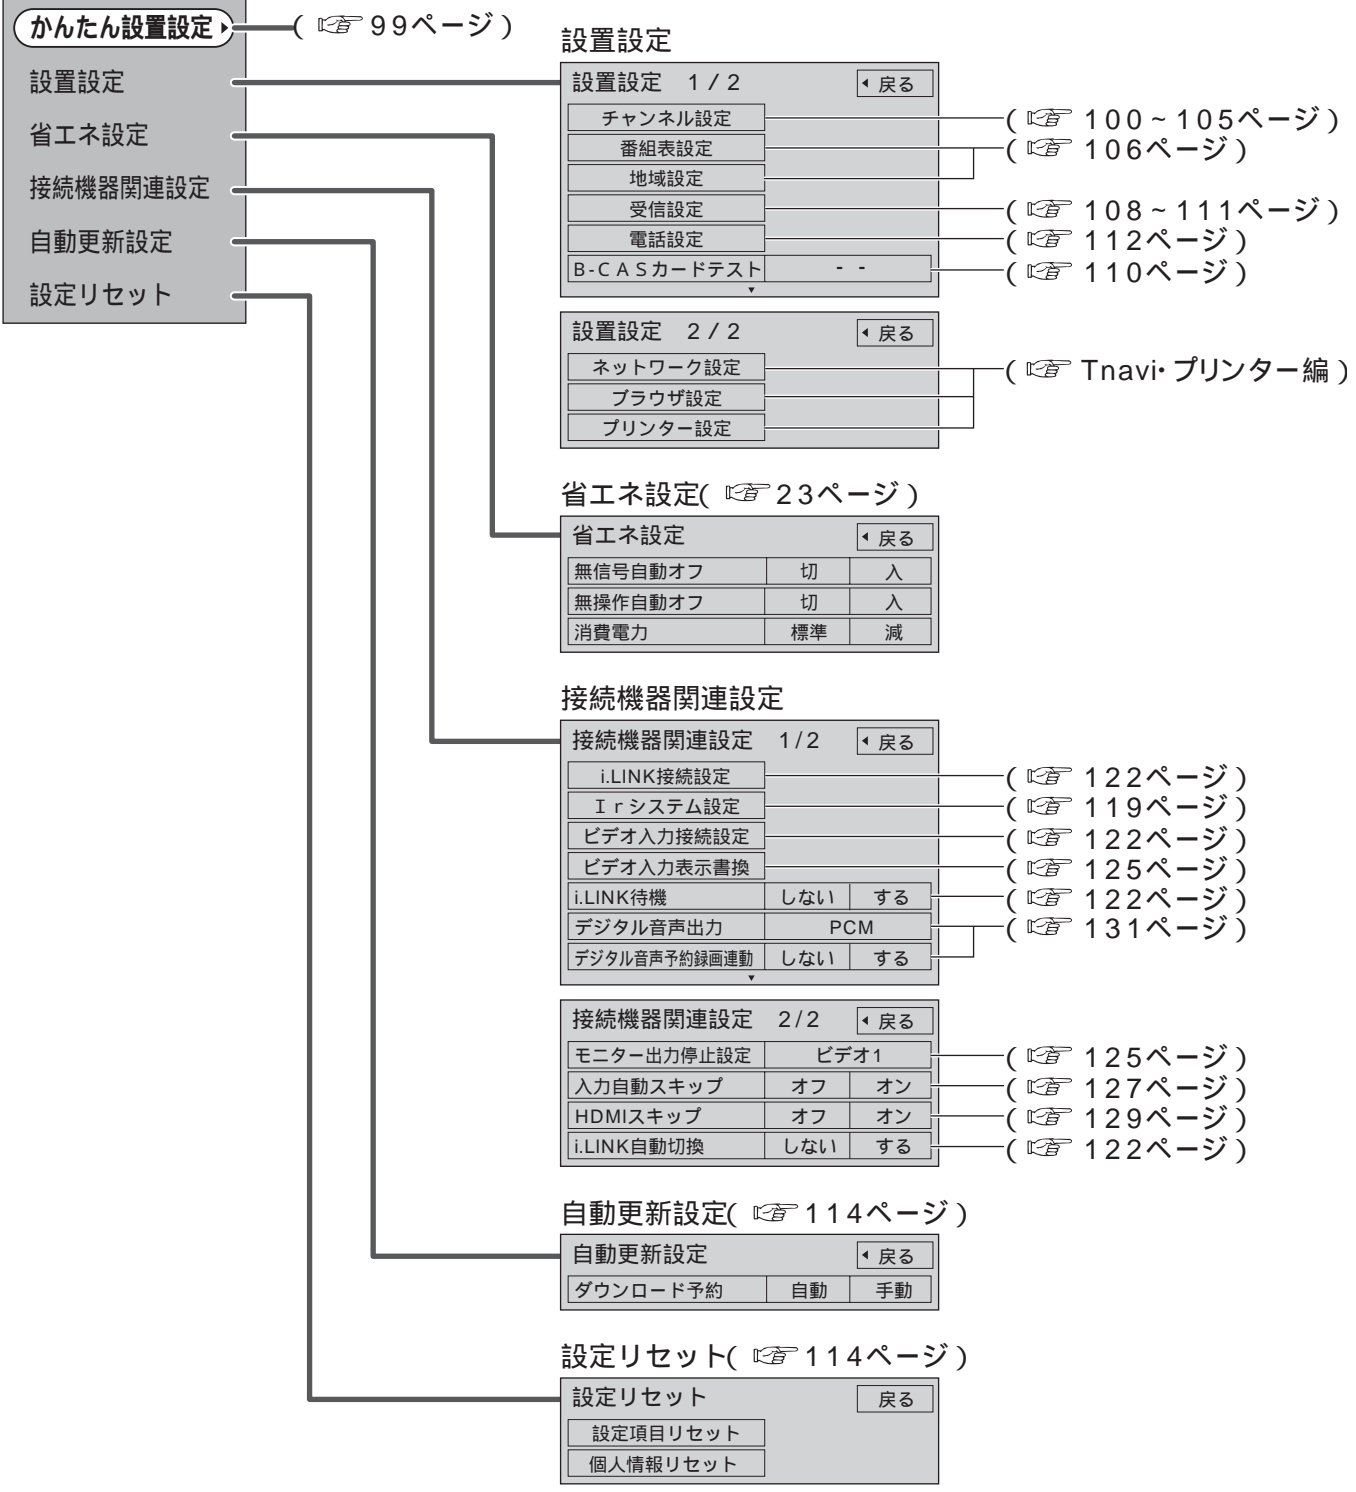 かんたん設置設定 (☞ 99ページ)
設置設定
省エネ設定
接続機器関連設定
自動更新設定
設定リセット
設置設定
設置設定 1/2 戻る
チャンネル設定 (☞ 100~105ページ)
番組表設定 (☞ 106ページ)
地域設定
受信設定 (☞ 108~111ページ)
電話設定 (☞ 112ページ)
B-CASカードテスト - - (☞ 110ページ)
設置設定 2/2 戻る
ネットワーク設定 (☞ Tnavi・プリンター編)
ブラウザ設定
プリンター設定
省エネ設定(☞ 23ページ)
省エネ設定 戻る
無信号自動オフ 切 入
無操作自動オフ 切 入
消費電力 標準 減
接続機器関連設定
接続機器関連設定 1/2 戻る
i.LINK接続設定 (☞ 122ページ)
Irシステム設定 (☞ 119ページ)
ビデオ入力接続設定 (☞ 122ページ)
ビデオ入力表示書換 (☞ 125ページ)
i.LINK待機 しない する (☞ 122ページ)
デジタル音声出力 PCM (☞ 131ページ)
デジタル音声予約録画連動 しない する
接続機器関連設定 2/2 戻る
モニター出力停止設定 ビデオ1 (☞ 125ページ)
入力自動スキップ オフ オン (☞ 127ページ)
HDMIスキップ オフ オン (☞ 129ページ)
i.LINK自動切換 しない する (☞ 122ページ)
自動更新設定(☞ 114ページ)
自動更新設定 戻る
ダウンロード予約 自動 手動
設定リセット(☞ 114ページ)
設定リセット 戻る
設定項目リセット
個人情報リセット